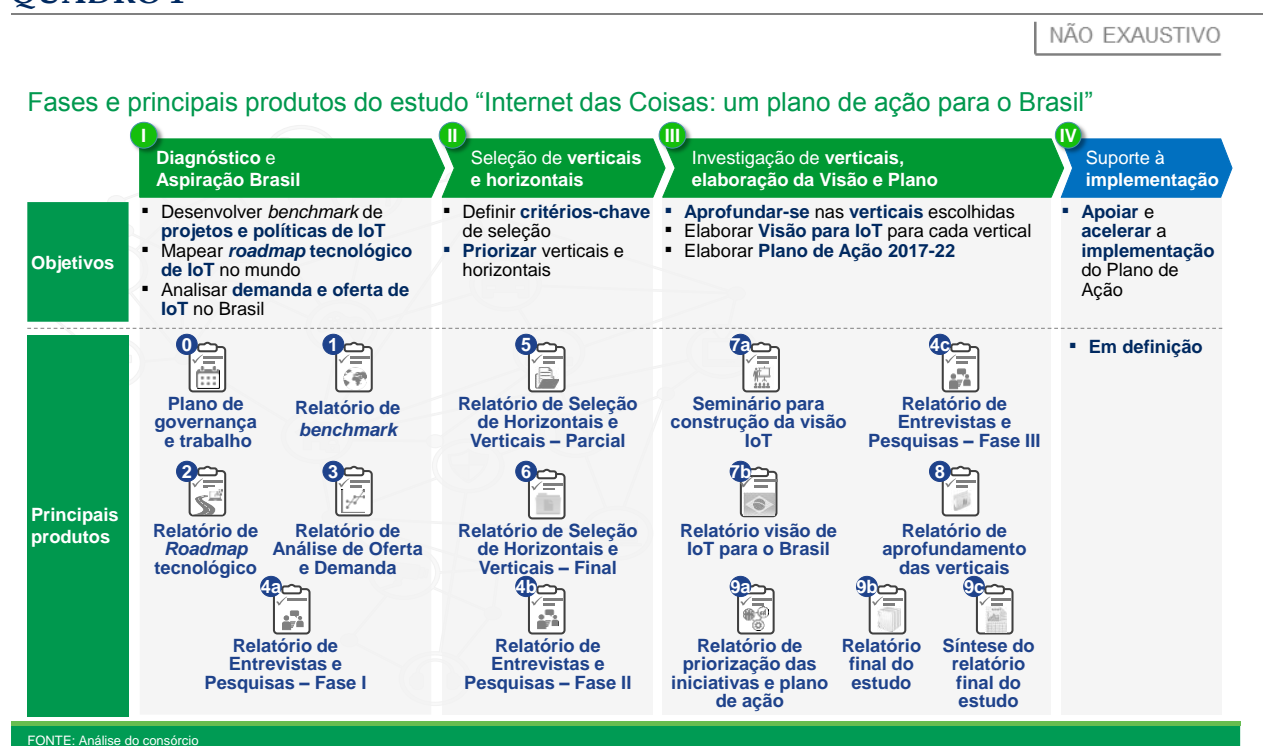 QUADRO 1
NÃO EXAUSTIVO
Fases e principais produtos do estudo “Internet das Coisas: um plano de ação para o Brasil”
I
Diagnóstico e
Aspiração Brasil
II
Seleção de verticais
e horizontais
III
Investigação de verticais,
elaboração da Visão e Plano
IV
Suporte à
implementação
Objetivos
▪ Desenvolver benchmark de
projetos e políticas de IoT
▪ Mapear roadmap tecnológico
de IoT no mundo
▪ Analisar demanda e oferta de
IoT no Brasil
▪ Definir critérios-chave
de seleção
▪ Priorizar verticais e
horizontais
▪ Aprofundar-se nas verticais escolhidas
▪ Elaborar Visão para IoT para cada vertical
▪ Elaborar Plano de Ação 2017-22
▪ Apoiar e
acelerar a
implementação
do Plano de
Ação
Principais
produtos
0
Plano de
governança
e trabalho
1
Relatório de
benchmark
2
Relatório de
Roadmap
tecnológico
3
Relatório de
Análise de Oferta
e Demanda
4a
Relatório de
Entrevistas e
Pesquisas – Fase I
5
Relatório de Seleção
de Horizontais e
Verticais – Parcial
6
Relatório de Seleção
de Horizontais e
Verticais – Final
4b
Relatório de
Entrevistas e
Pesquisas – Fase II
7a
Seminário para
construção da visão
IoT
4c
Relatório de
Entrevistas e
Pesquisas – Fase III
7b
Relatório visão de
IoT para o Brasil
8
Relatório de
aprofundamento
das verticais
9a
Relatório de
priorização das
iniciativas e plano
de ação
9b
Relatório
final do
estudo
9c
Síntese do
relatório
final do
estudo
▪ Em definição
FONTE: Análise do consórcio